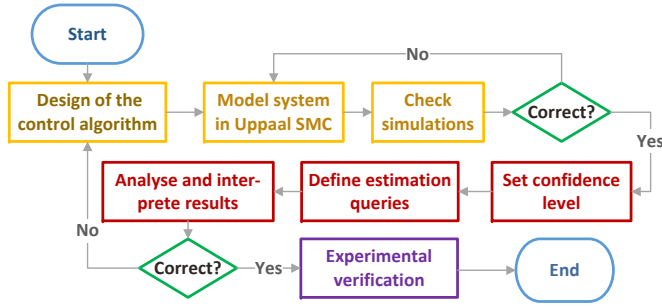 Start
No
Design of the
control algorithm
Model system
in Uppaal SMC
Check
simulations
Correct?
Yes
Analyse and inter-
prete results
Define estimation
queries
Set confidence
level
No
Correct?
Yes
Experimental
verification
End